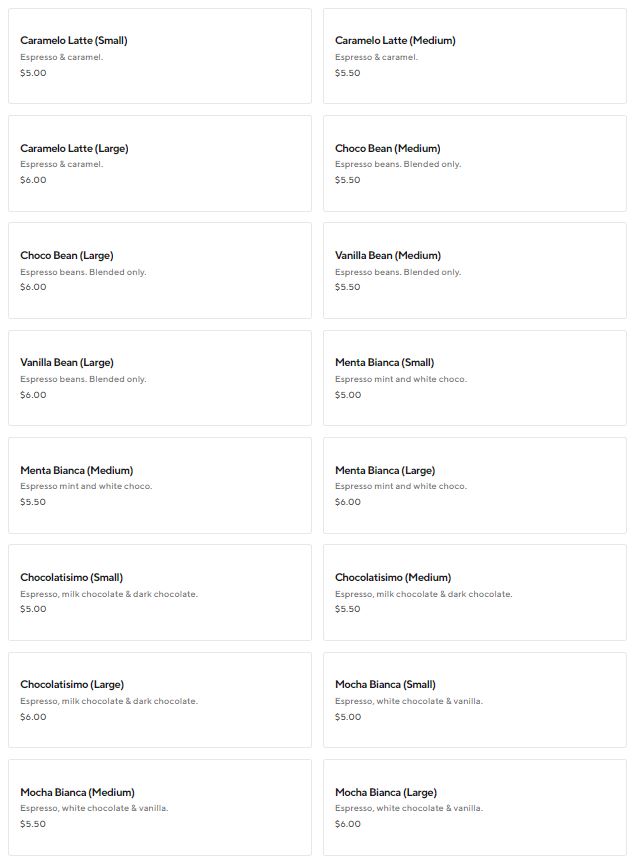 Caramelo Latte (Small)
Espresso & caramel.
$5.00
Caramelo Latte (Medium)
Espresso & caramel.
$5.50
Caramelo Latte (Large)
Espresso & caramel.
$6.00
Choco Bean (Medium)
Espresso beans. Blended only.
$5.50
Choco Bean (Large)
Espresso beans. Blended only.
$6.00
Vanilla Bean (Medium)
Espresso beans. Blended only.
$5.50
Vanilla Bean (Large)
Espresso beans. Blended only.
$6.00
Menta Bianca (Small)
Espresso mint and white choco.
$5.00
Menta Bianca (Medium)
Espresso mint and white choco.
$5.50
Menta Bianca (Large)
Espresso mint and white choco.
$6.00
Chocolatisimo (Small)
Espresso, milk chocolate & dark chocolate.
$5.00
Chocolatisimo (Medium)
Espresso, milk chocolate & dark chocolate.
$5.50
Chocolatisimo (Large)
Espresso, milk chocolate & dark chocolate.
$6.00
Mocha Bianca (Small)
Espresso, white chocolate & vanilla.
$5.00
Mocha Bianca (Medium)
Espresso, white chocolate & vanilla.
$5.50
Mocha Bianca (Large)
Espresso, white chocolate & vanilla.
$6.00